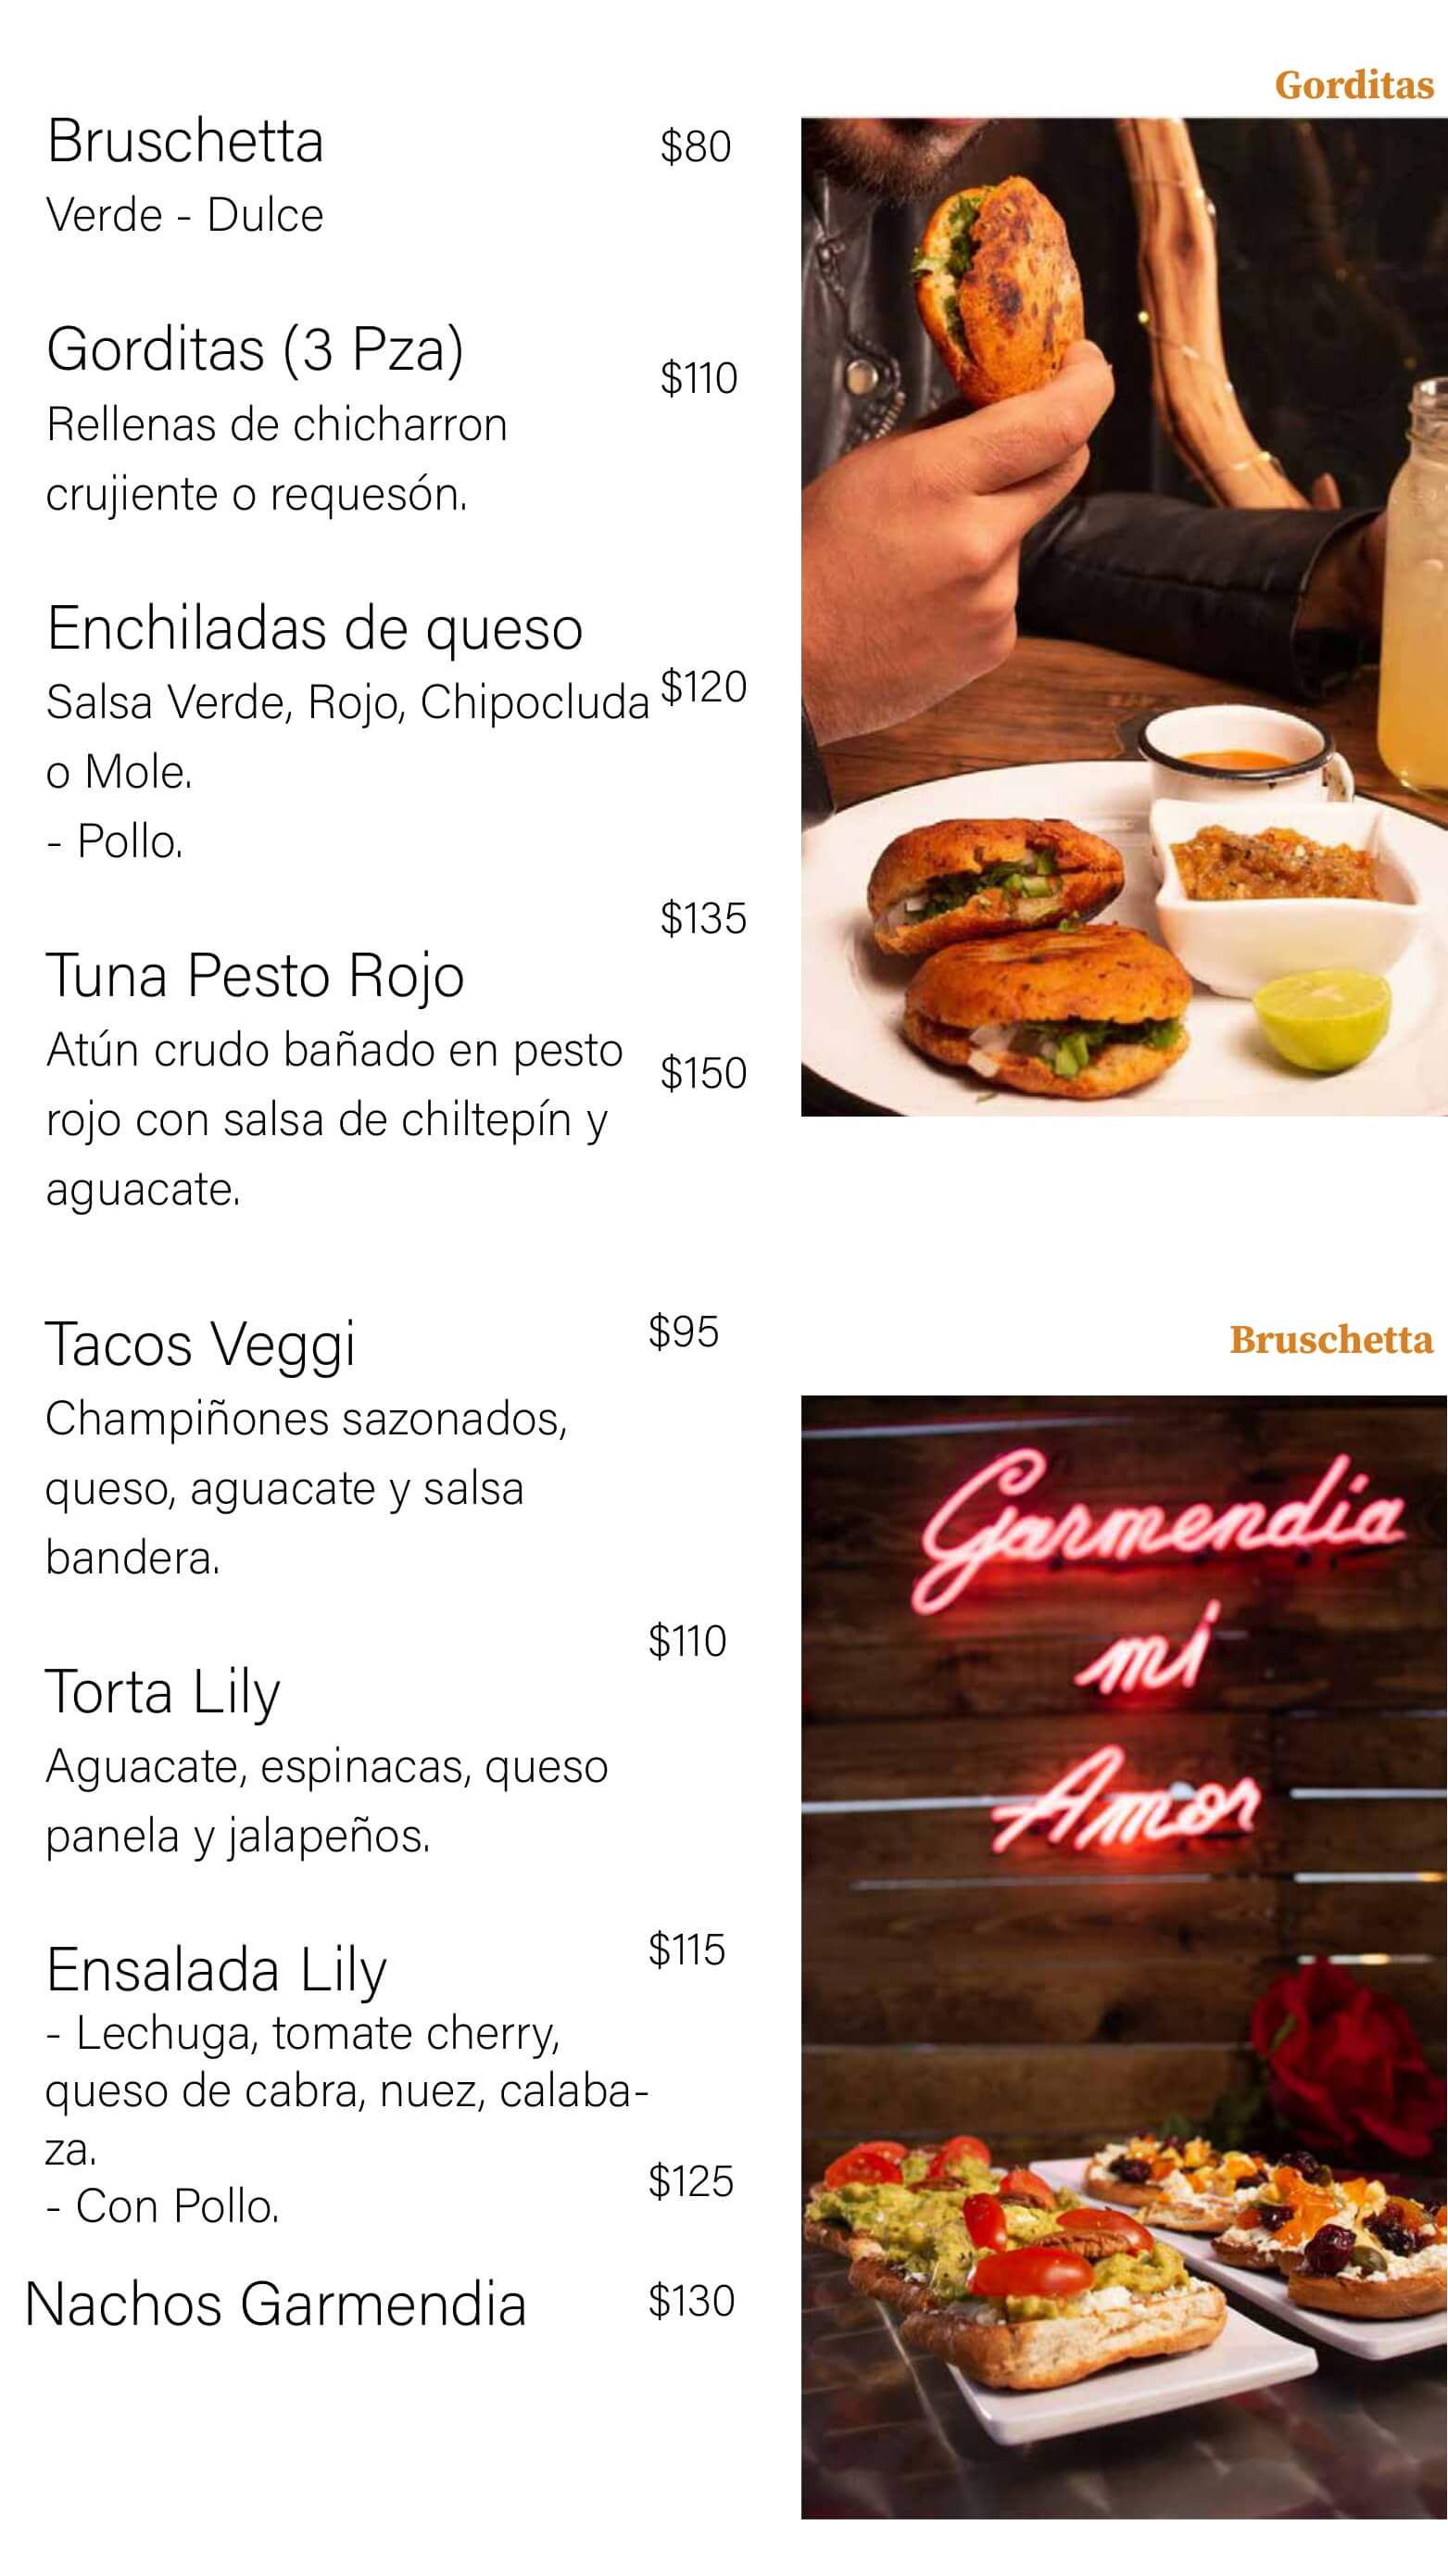 Gorditas
Bruschetta $80
Verde - Dulce
Gorditas (3 Pza)
$110
Rellenas de chicharron
crujiente o requesón.
Enchiladas de queso
$120
Salsa Verde, Rojo, Chipocluda
o Mole.
- Pollo.
$135
Tuna Pesto Rojo
Atún crudo bañado en pesto
$150
rojo con salsa de chiltepín y
aguacate.
Tacos Veggi $95
Champiñones sazonados,
queso, aguacate y salsa
bandera.
$110
Torta Lily
Aguacate, espinacas, queso
panela y jalapeños.
$115
Ensalada Lily
- Lechuga, tomate cherry,
queso de cabra, nuez, calaba-
za.
$125
- Con Pollo.
Nachos Garmendia $130
Bruschetta
Garmendia
mi
Amor